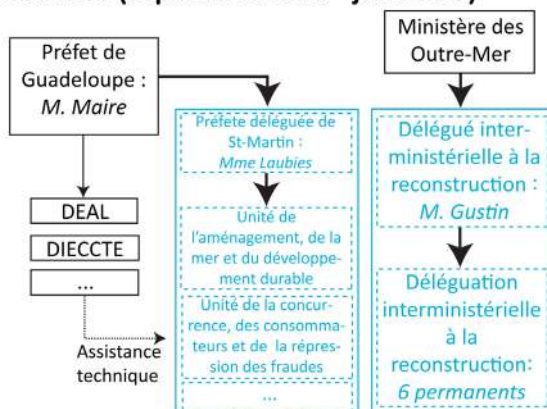 Préfet de
Guadeloupe :
M. Maire
DEAL
DIECCTE
...
Assistance
technique
Préfete déléguée de
St-Martin :
Mme Laubies
Unité de
l'aménagement, de la
mer et du développe-
ment durable
Unité de la concur-
rence, des consomma-
teurs et de la répres-
sion des fraudes
...
Ministère des
Outre-Mer
Délégué inter-
ministérielle à la
reconstruction :
M. Gustin
Déléguation
interministérielle
à la
reconstruction:
6 permanents